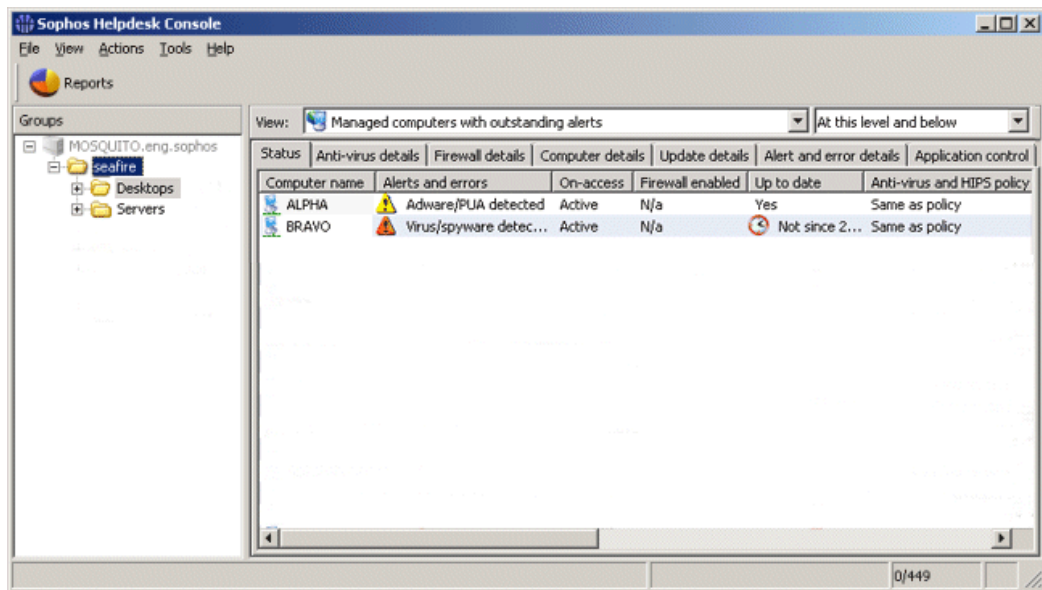 Sophos Helpdesk Console
File View Actions Tools Help
Reports
Groups
View: Managed computers with outstanding alerts At this level and below
MOSQUITO.eng.sophos
seafire
Desktops
Servers
Status Anti-virus details Firewall details Computer details Update details Alert and error details Application control
Computer name Alerts and errors On-access Firewall enabled Up to date Anti-virus and HIPS policy
ALPHA Adware/PUA detected Active N/a Yes Same as policy
BRAVO Virus/spyware detec... Active N/a Not since 2... Same as policy
0/449